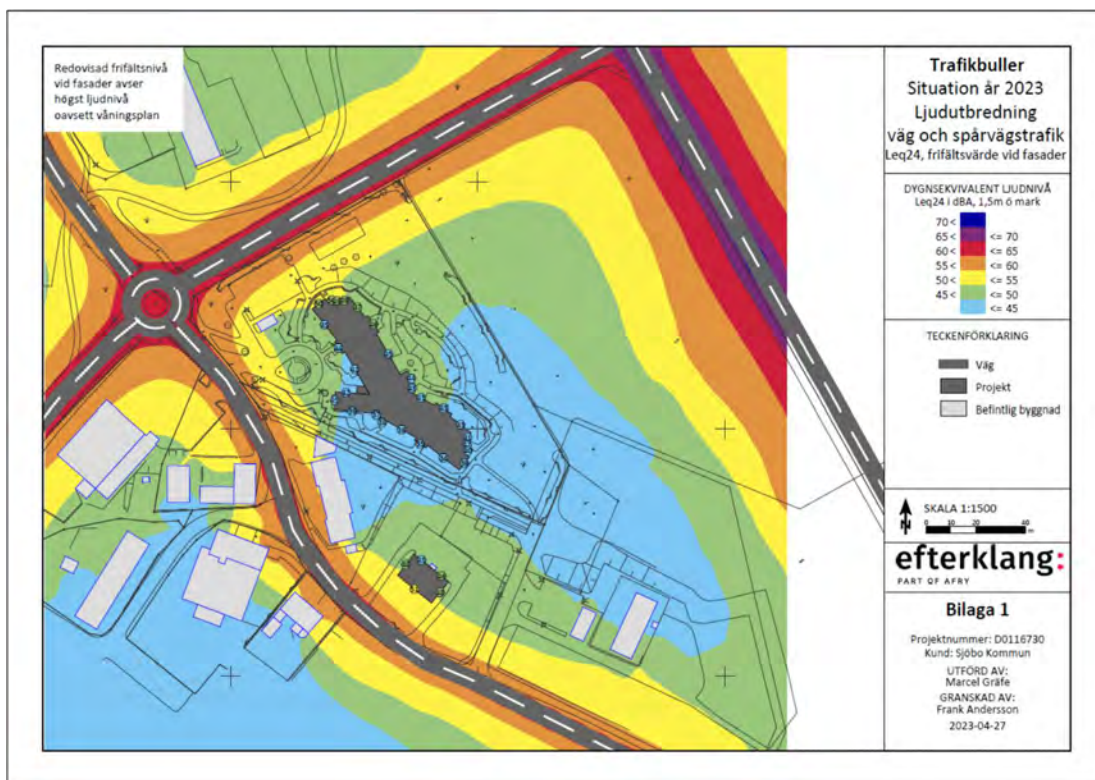 Redovisad frifältsnivå
vid fasader avser
högst ljudnivå
oavsett våningsplan
Trafikbuller
Situation år 2023
Ljudutbredning
väg och spårvägstrafik
Leq24, frifältsvärde vid fasader
DYGNSEKVIVALENT LJUDNIVÅ
Leq24 i dBA, 1,5m ö mark
70 <
65 < <= 70
60 < <= 65
55 < <= 60
50 < <= 55
45 < <= 50
<= 45
TECKENFÖRKLARING
Väg
Projekt
Befintlig byggnad
N
SKALA 1:1500
0 10 20 40
m
efterklang:
PART OF AFRY
Bilaga 1
Projektnummer: D0116730
Kund: Sjöbo Kommun
UTFÖRD AV:
Marcel Gräfe
GRANSKAD AV:
Frank Andersson
2023-04-27